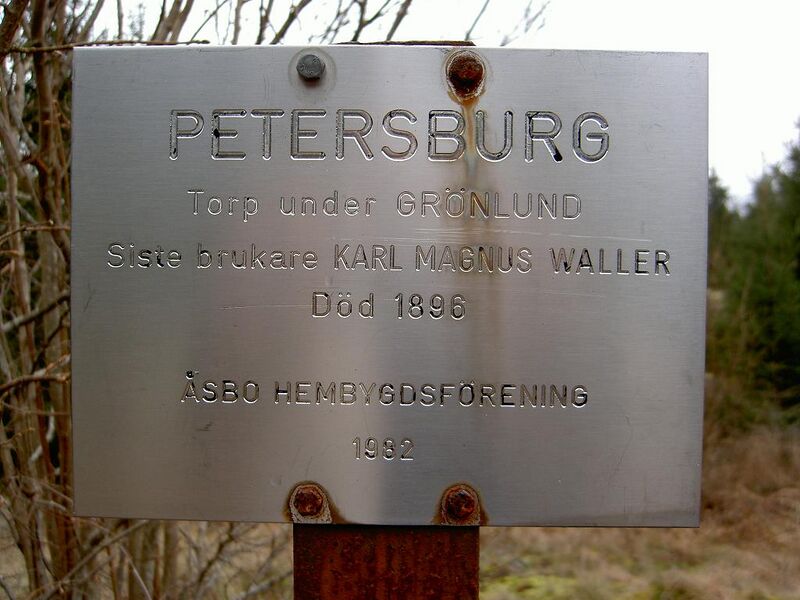 PETERSBURG
Torp under GRÖNLUND
Siste brukare KARL MAGNUS WALLER
Död 1896
ÅSBO HEMBYGDSFÖRENING
1982